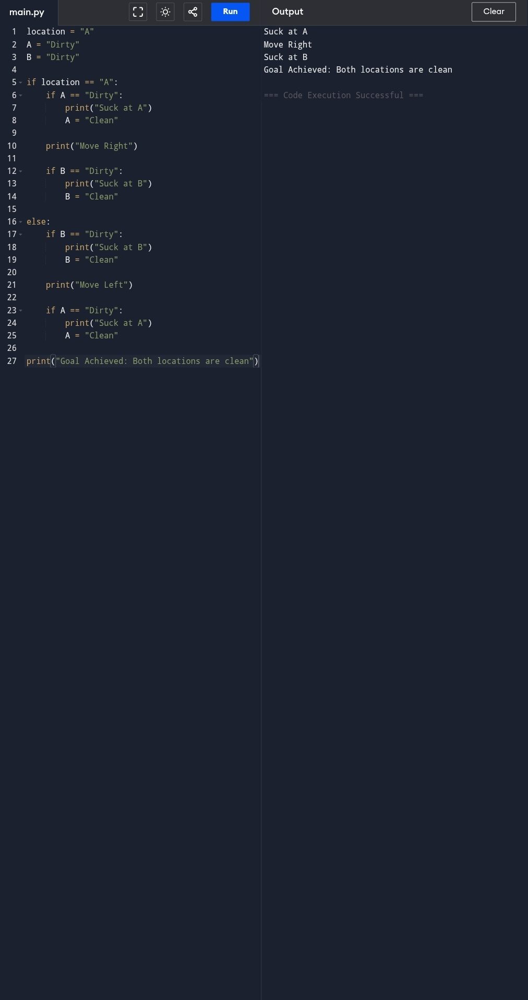 main.py Run Output Clear
1 location = "A"
2 A = "Dirty"
3 B = "Dirty"
4
5 if location == "A":
6     if A == "Dirty":
7         print("Suck at A")
8         A = "Clean"
9
10     print("Move Right")
11
12     if B == "Dirty":
13         print("Suck at B")
14         B = "Clean"
15
16 else:
17     if B == "Dirty":
18         print("Suck at B")
19         B = "Clean"
20
21     print("Move Left")
22
23     if A == "Dirty":
24         print("Suck at A")
25         A = "Clean"
26
27 print("Goal Achieved: Both locations are clean")
Suck at A
Move Right
Suck at B
Goal Achieved: Both locations are clean
=== Code Execution Successful ===